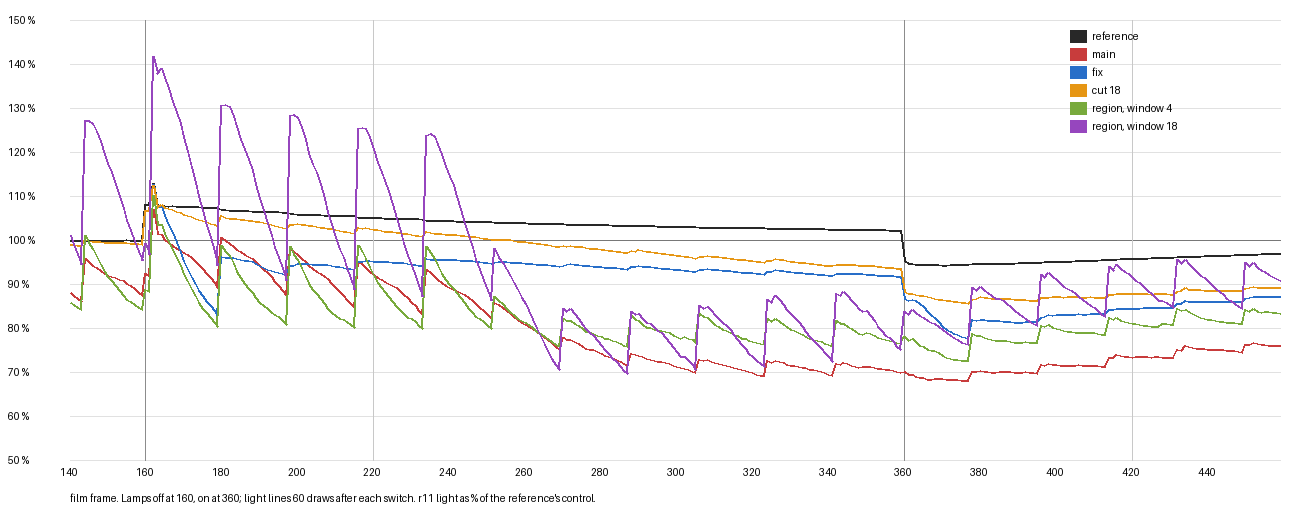 150 %
140 %
130 %
120 %
110 %
100 %
90 %
80 %
70 %
60 %
50 %
reference
main
fix
cut 18
region, window 4
region, window 18
140 160 180 200 220 240 260 280 300 320 340 360 380 400 420 440
film frame. Lamps off at 160, on at 360; light lines 60 draws after each switch. r11 light as % of the reference's control.